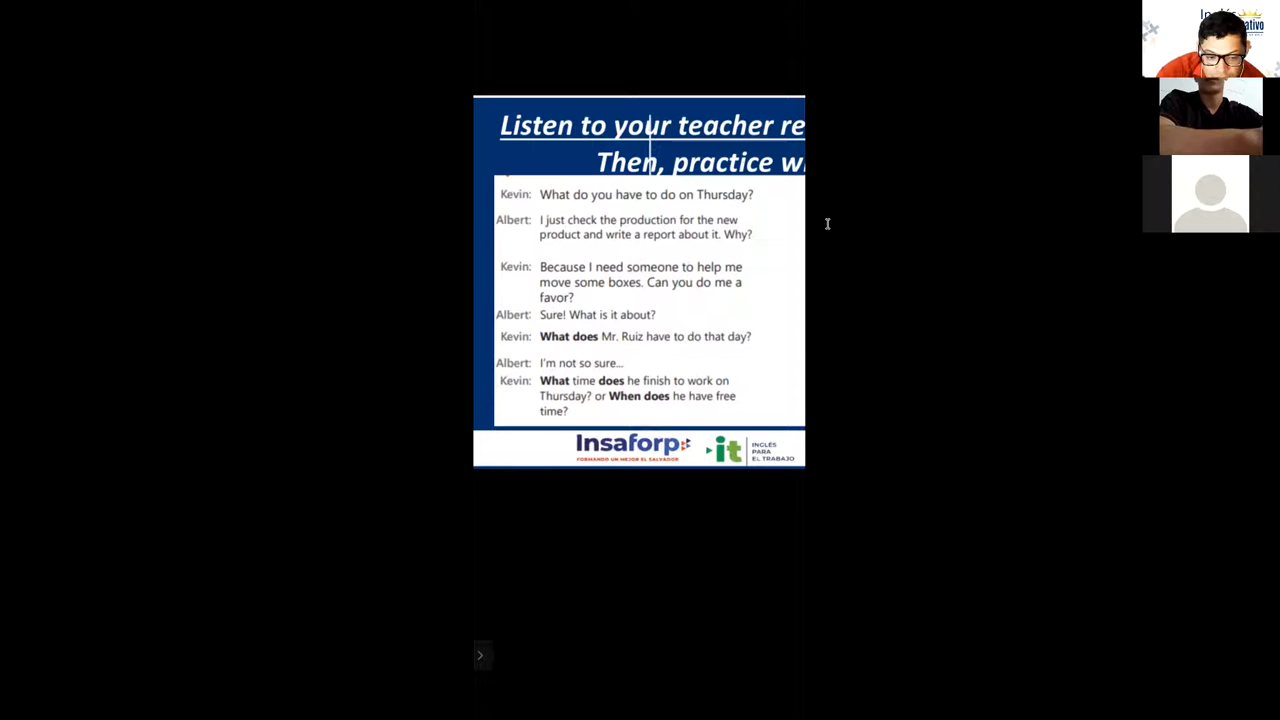 Listen to your teacher re
Then, practice w
Kevin: What do you have to do on Thursday?
Albert: I just check the production for the new
product and write a report about it. Why?
Kevin: Because I need someone to help me
move some boxes. Can you do me a
favor?
Albert: Sure! What is it about?
Kevin: What does Mr. Ruiz have to do that day?
Albert: I'm not so sure...
Kevin: What time does he finish to work on
Thursday? or When does he have free
time?
Insaforp
FORMANDO UN MEJOR EL SALVADOR
it
INGLÉS
PARA
EL TRABAJO